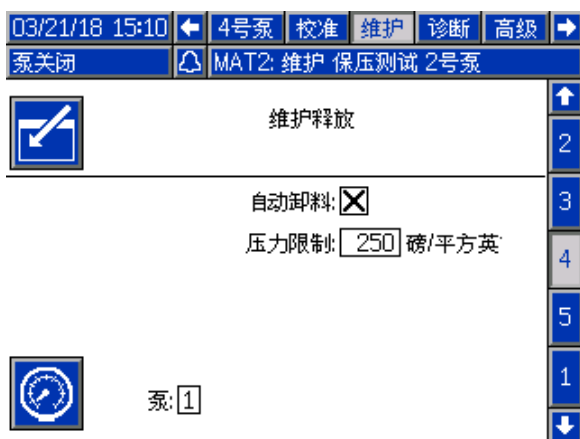 03/21/18 15:10 4号泵 校准 维护 诊断 高级
泵关闭 MAT2: 维护 保压测试 2号泵
维护释放
2
自动卸料:
3
压力限制: 250 磅/平方英
4
5
泵: 1
1